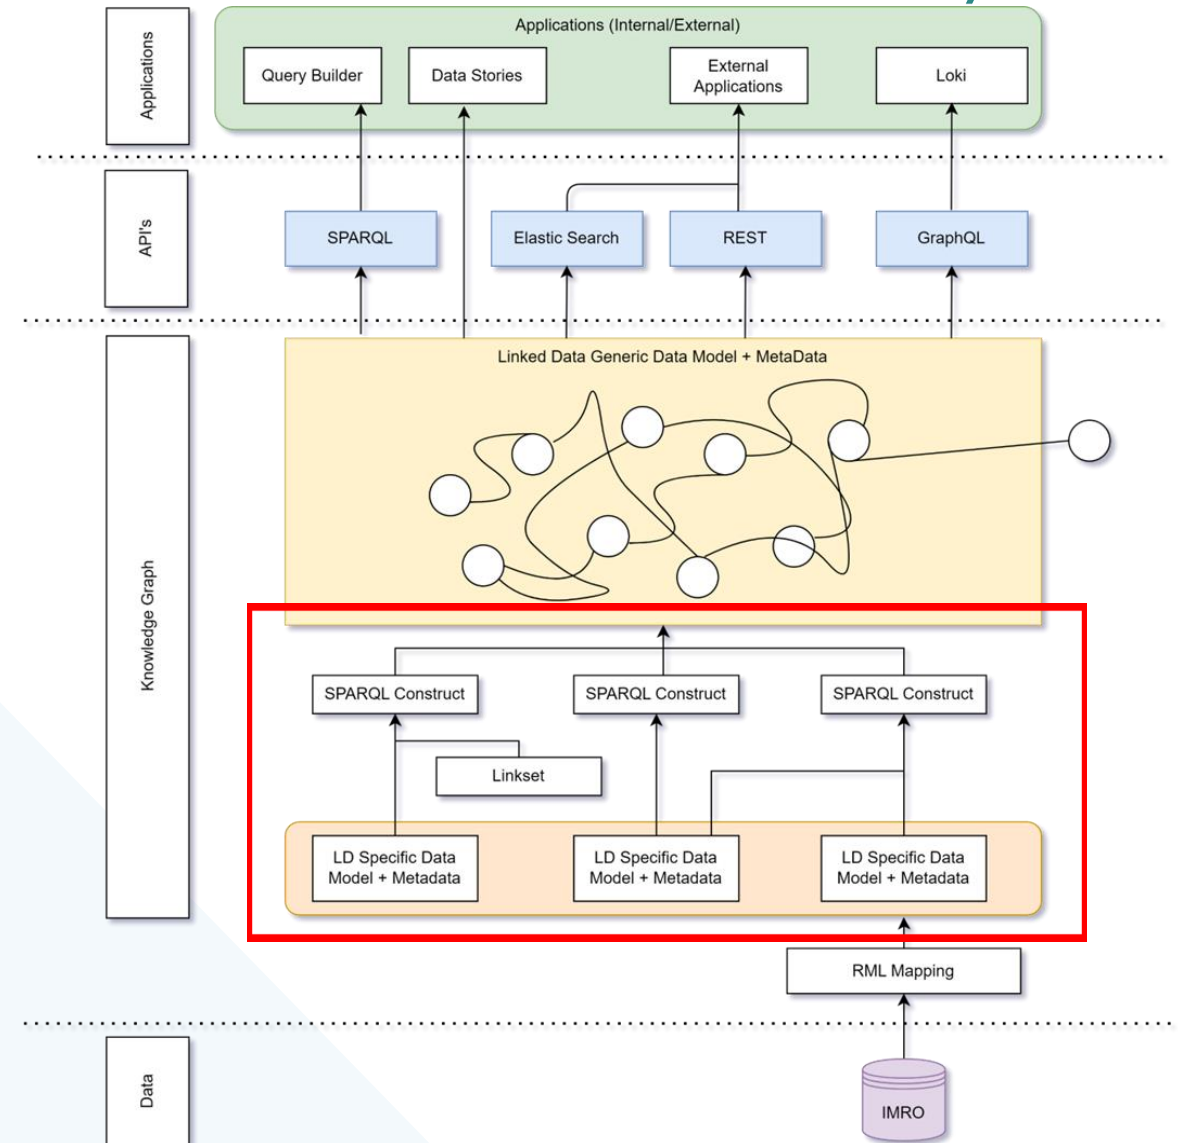 Applications
Applications (Internal/External)
Query Builder
Data Stories
External
Applications
Loki
API's
SPARQL
Elastic Search
REST
GraphQL
Knowledge Graph
Linked Data Generic Data Model + MetaData
SPARQL Construct
SPARQL Construct
SPARQL Construct
Linkset
LD Specific Data
Model + Metadata
LD Specific Data
Model + Metadata
LD Specific Data
Model + Metadata
RML Mapping
Data
IMRO